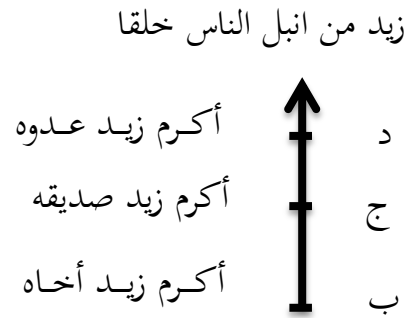 زيد من انبل الناس خلقا
د أكرم زيد عدوه
ج أكرم زيد صديقه
ب أكرم زيد أخاه